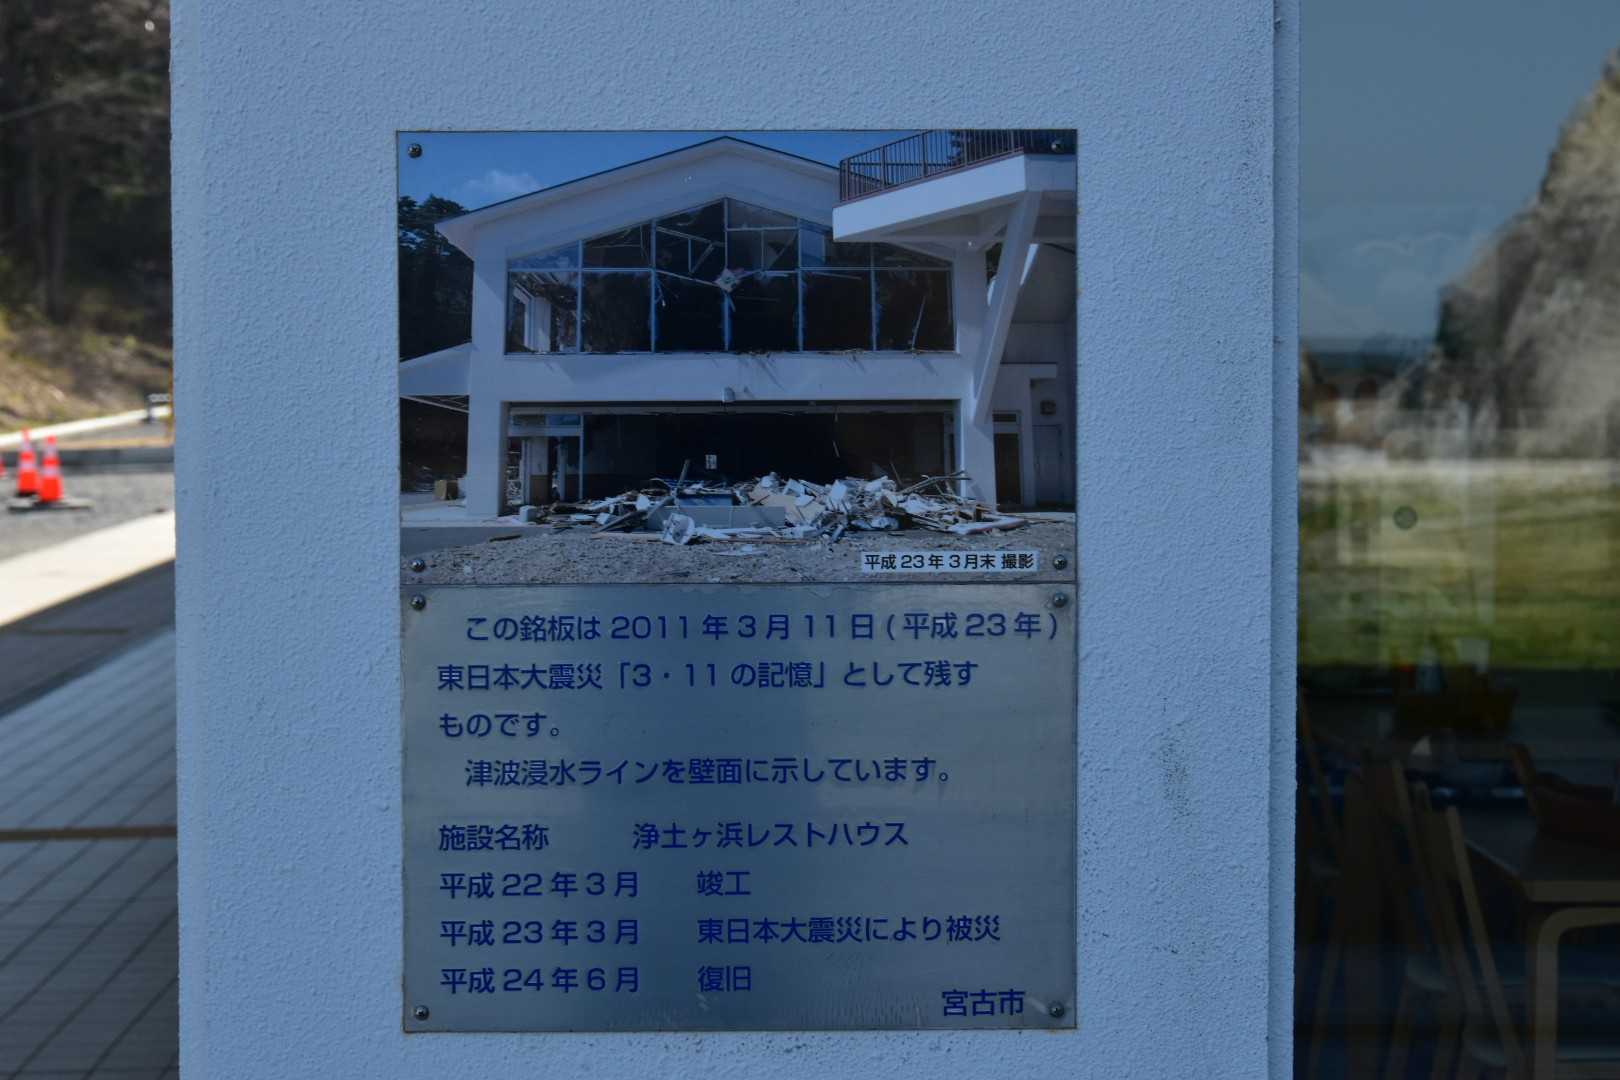 平成23年3月末 撮影
この銘板は2011年3月11日(平成23年)
東日本大震災「3・11の記憶」として残す
ものです。
津波浸水ラインを壁面に示しています。
施設名称 浄土ヶ浜レストハウス
平成22年3月 竣工
平成23年3月 東日本大震災により被災
平成24年6月 復旧
宮古市